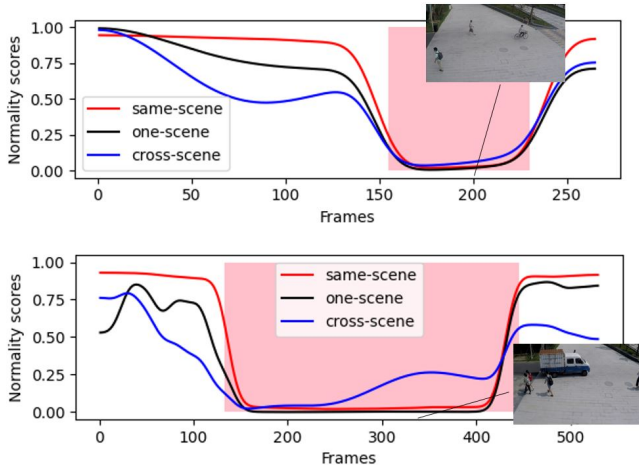 1.00
0.75
0.50
0.25
0.00
Normality scores
same-scene
one-scene
cross-scene
0 50 100 150 200 250
Frames
1.00
0.75
0.50
0.25
0.00
Normality scores
same-scene
one-scene
cross-scene
0 100 200 300 400 500
Frames